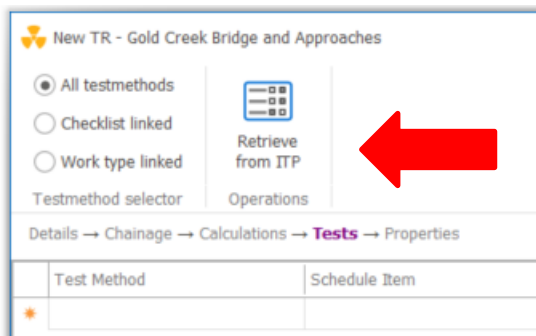 New TR - Gold Creek Bridge and Approaches
All testmethods
Checklist linked
Work type linked
Testmethod selector
Retrieve
from ITP
Operations
Details → Chainage → Calculations → Tests → Properties
Test Method
Schedule Item